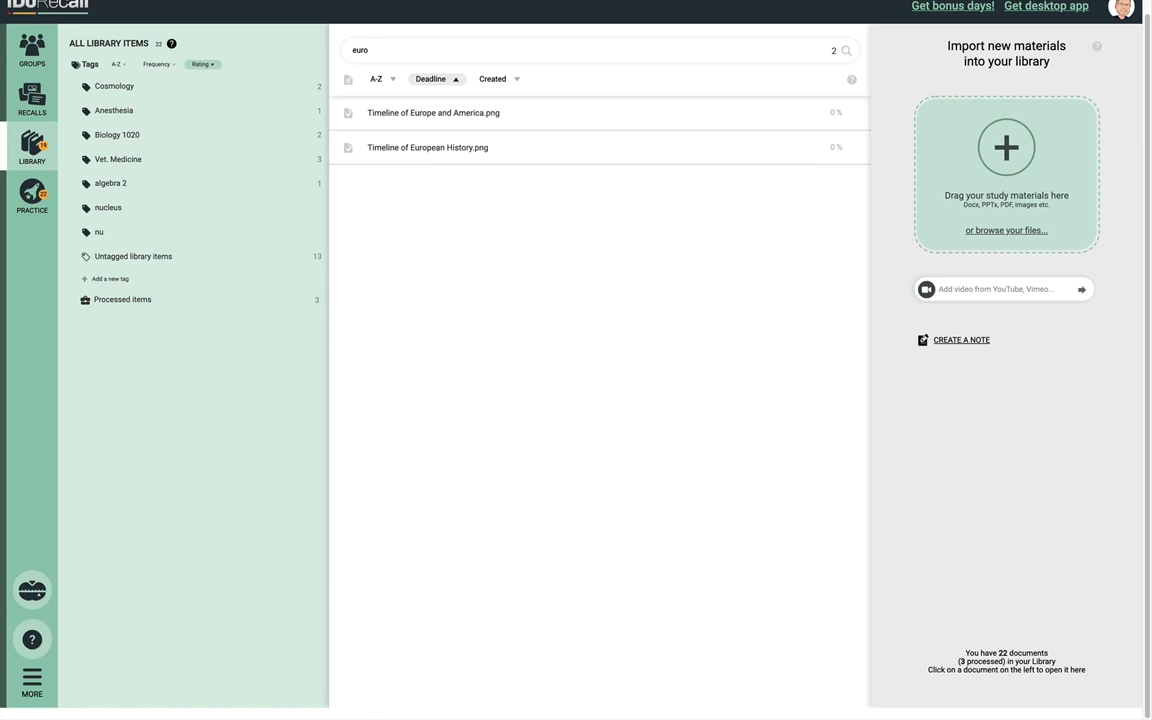 iDoRecall
Get bonus days! Get desktop app
GROUPS
RECALLS
19
LIBRARY
22
PRACTICE
?
MORE
ALL LIBRARY ITEMS 22 ?
Tags A-Z Frequency Rating
Cosmology 2
Anesthesia 1
Biology 1020 2
Vet. Medicine 3
algebra 2 1
nucleus
nu
Untagged library items 13
+ Add a new tag
Processed items 3
euro 2
A-Z Deadline Created ?
Timeline of Europe and America.png 0 %
Timeline of European History.png 0 %
Import new materials ?
into your library
Drag your study materials here
Docx, PPTx, PDF, images etc.
or browse your files...
Add video from YouTube, Vimeo...
CREATE A NOTE
You have 22 documents
(3 processed) in your Library
Click on a document on the left to open it here